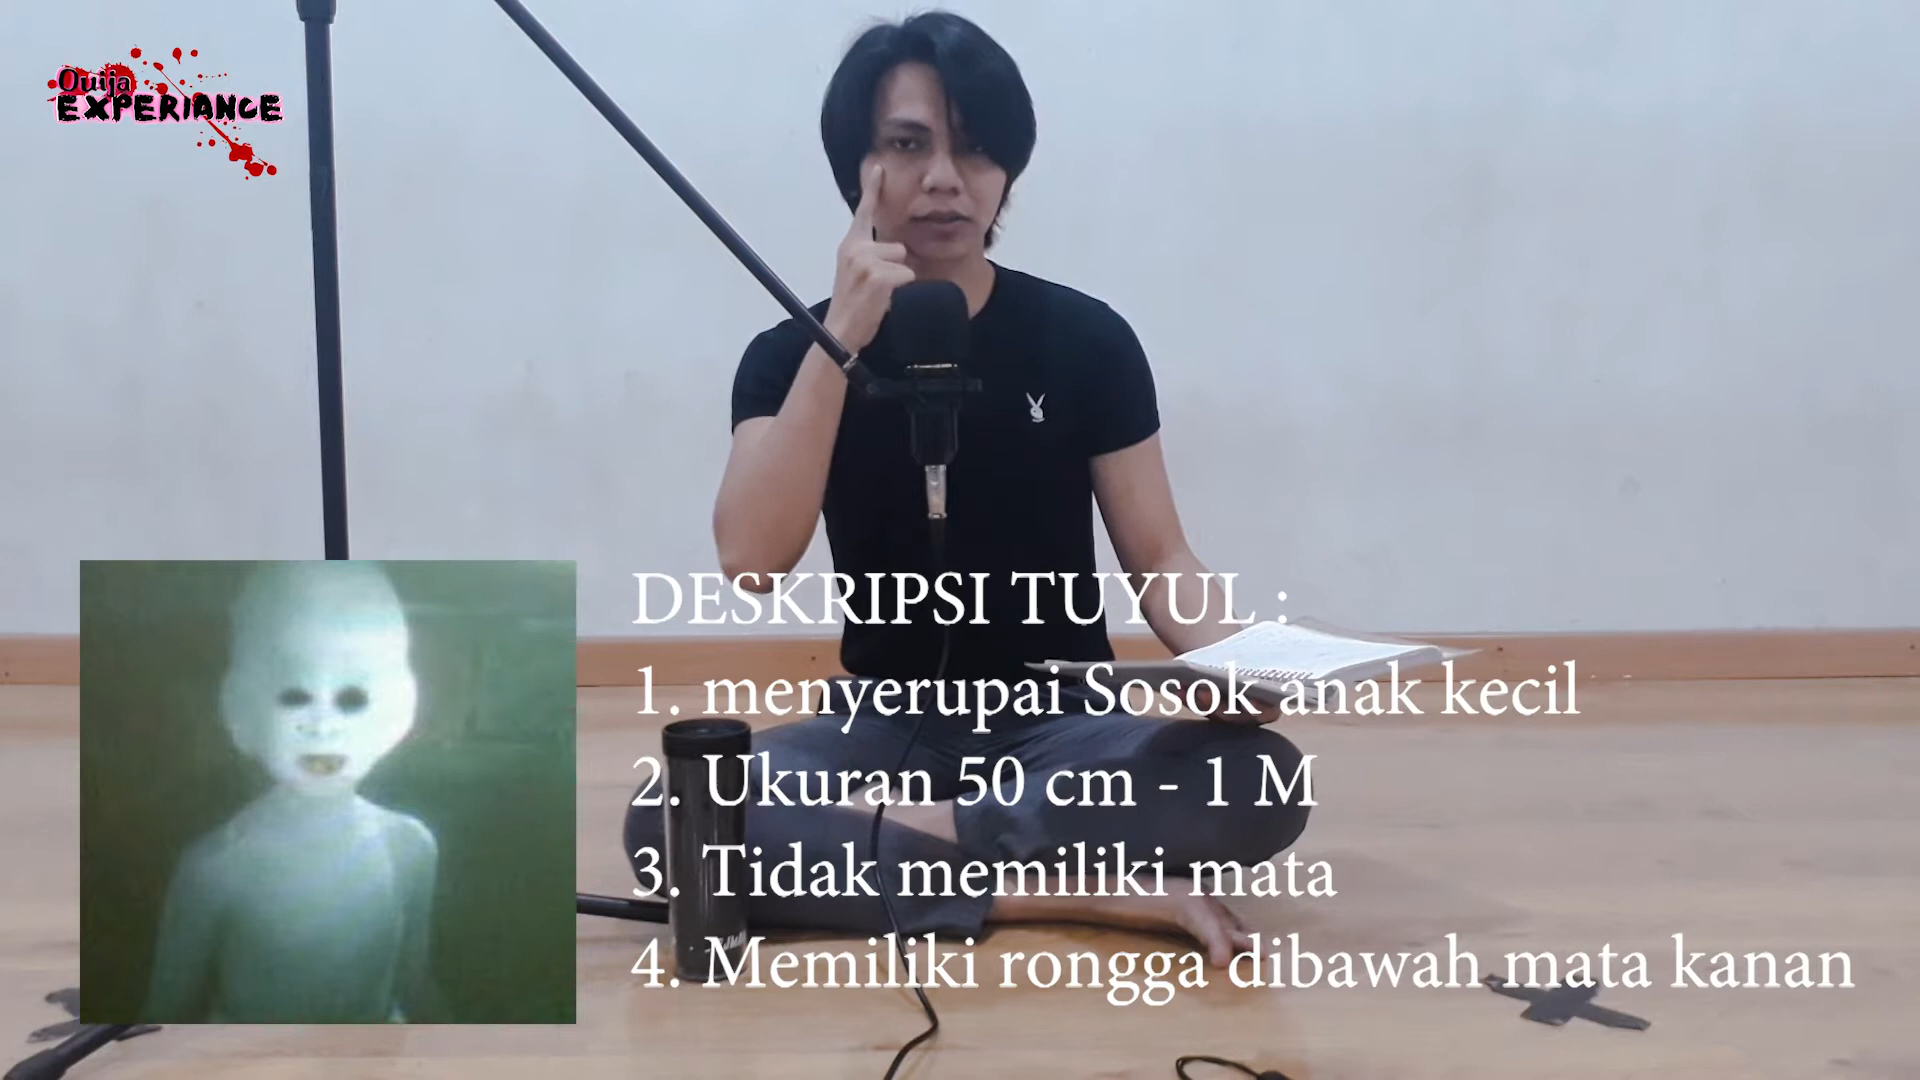 Ouija
EXPERIANCE
DESKRIPSI TUYUL :
1. menyerupai Sosok anak kecil
2. Ukuran 50 cm - 1 M
3. Tidak memiliki mata
4. Memiliki rongga dibawah mata kanan